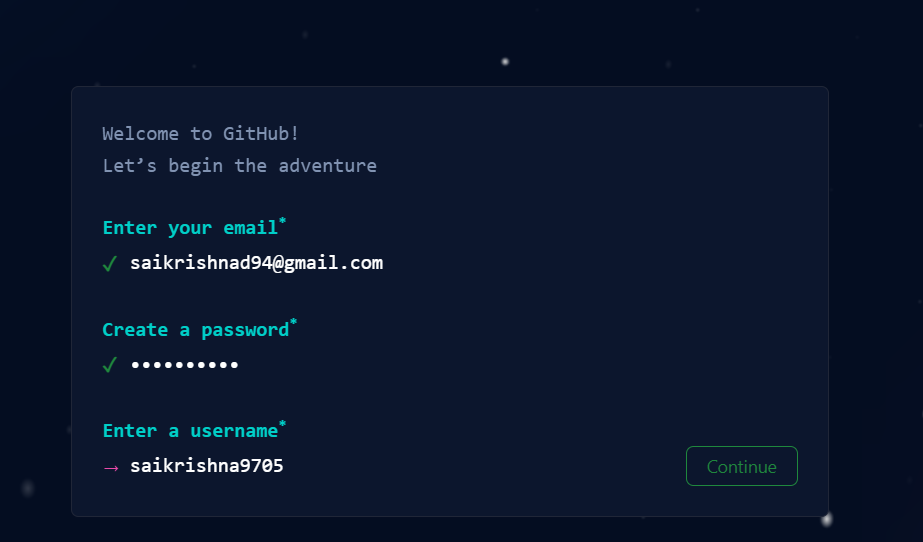 Welcome to GitHub!
Let’s begin the adventure
Enter your email*
✓ saikrishnad94@gmail.com
Create a password*
✓ ••••••••••
Enter a username*
→ saikrishna9705
Continue